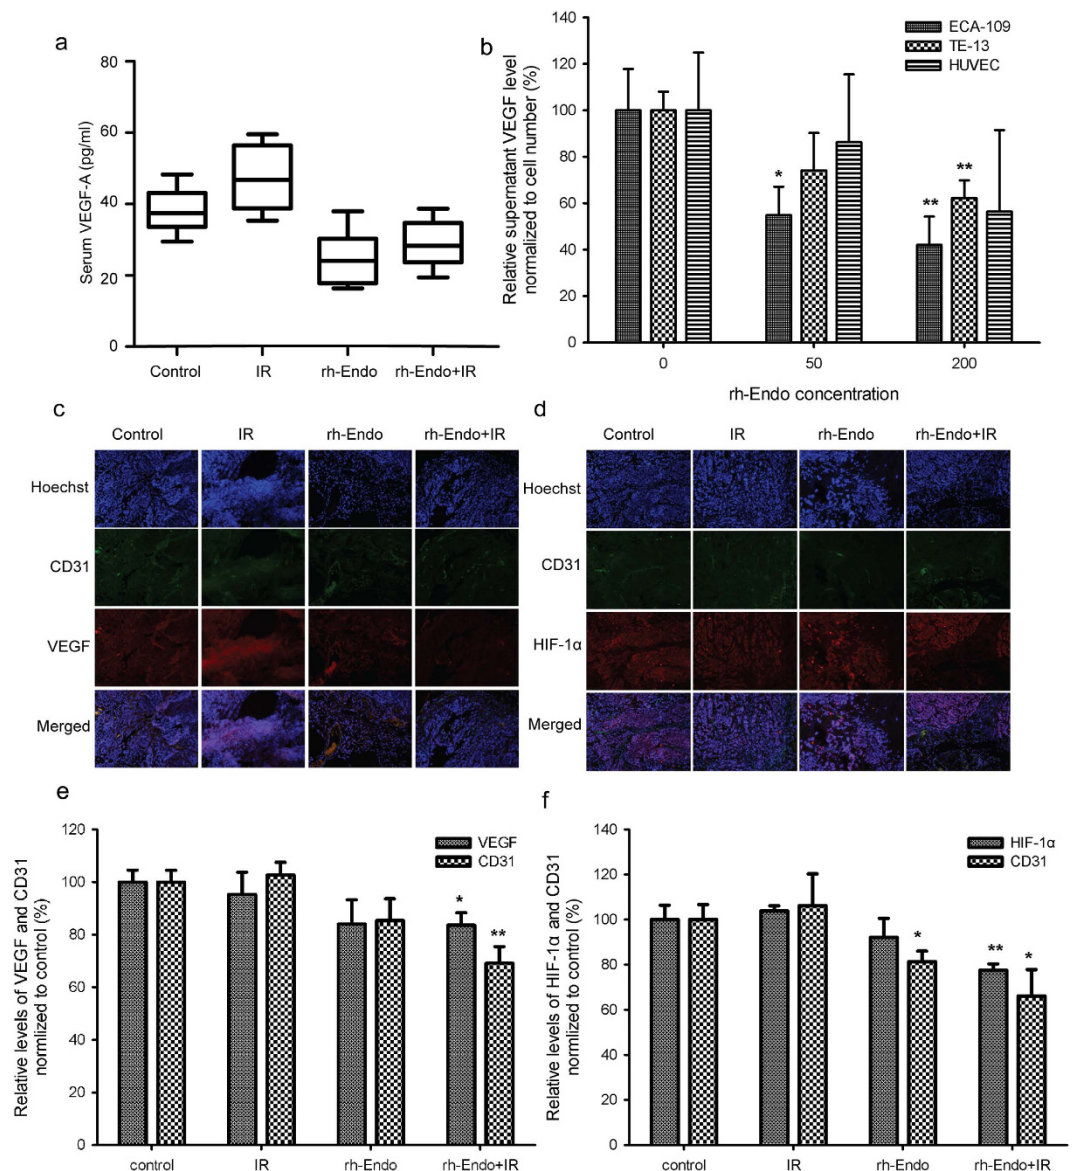 a
Serum VEGF-A (pg/ml)
80
60
40
20
0
Control IR rh-Endo rh-Endo+IR
b
Relative supernatant VEGF level
normalized to cell number (%)
140
120
100
80
60
40
20
0
ECA-109
TE-13
HUVEC
*
**
**
0 50 200
rh-Endo concentration
c
Control IR rh-Endo rh-Endo+IR
Hoechst
CD31
VEGF
Merged
d
Control IR rh-Endo rh-Endo+IR
Hoechst
CD31
HIF-1α
Merged
e
Relative levels of VEGF and CD31
normlized to control (%)
120
100
80
60
40
20
0
VEGF
CD31
*
**
control IR rh-Endo rh-Endo+IR
f
Relative levels of HIF-1α and CD31
normlized to control (%)
140
120
100
80
60
40
20
0
HIF-1α
CD31
*
**
*
control IR rh-Endo rh-Endo+IR